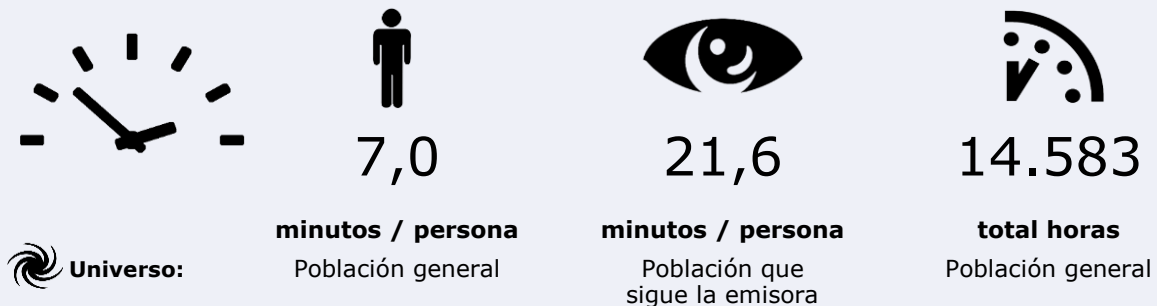 7,0
21,6
14.583
minutos / persona
minutos / persona
total horas
Universo:
Población general
Población que
sigue la emisora
Población general